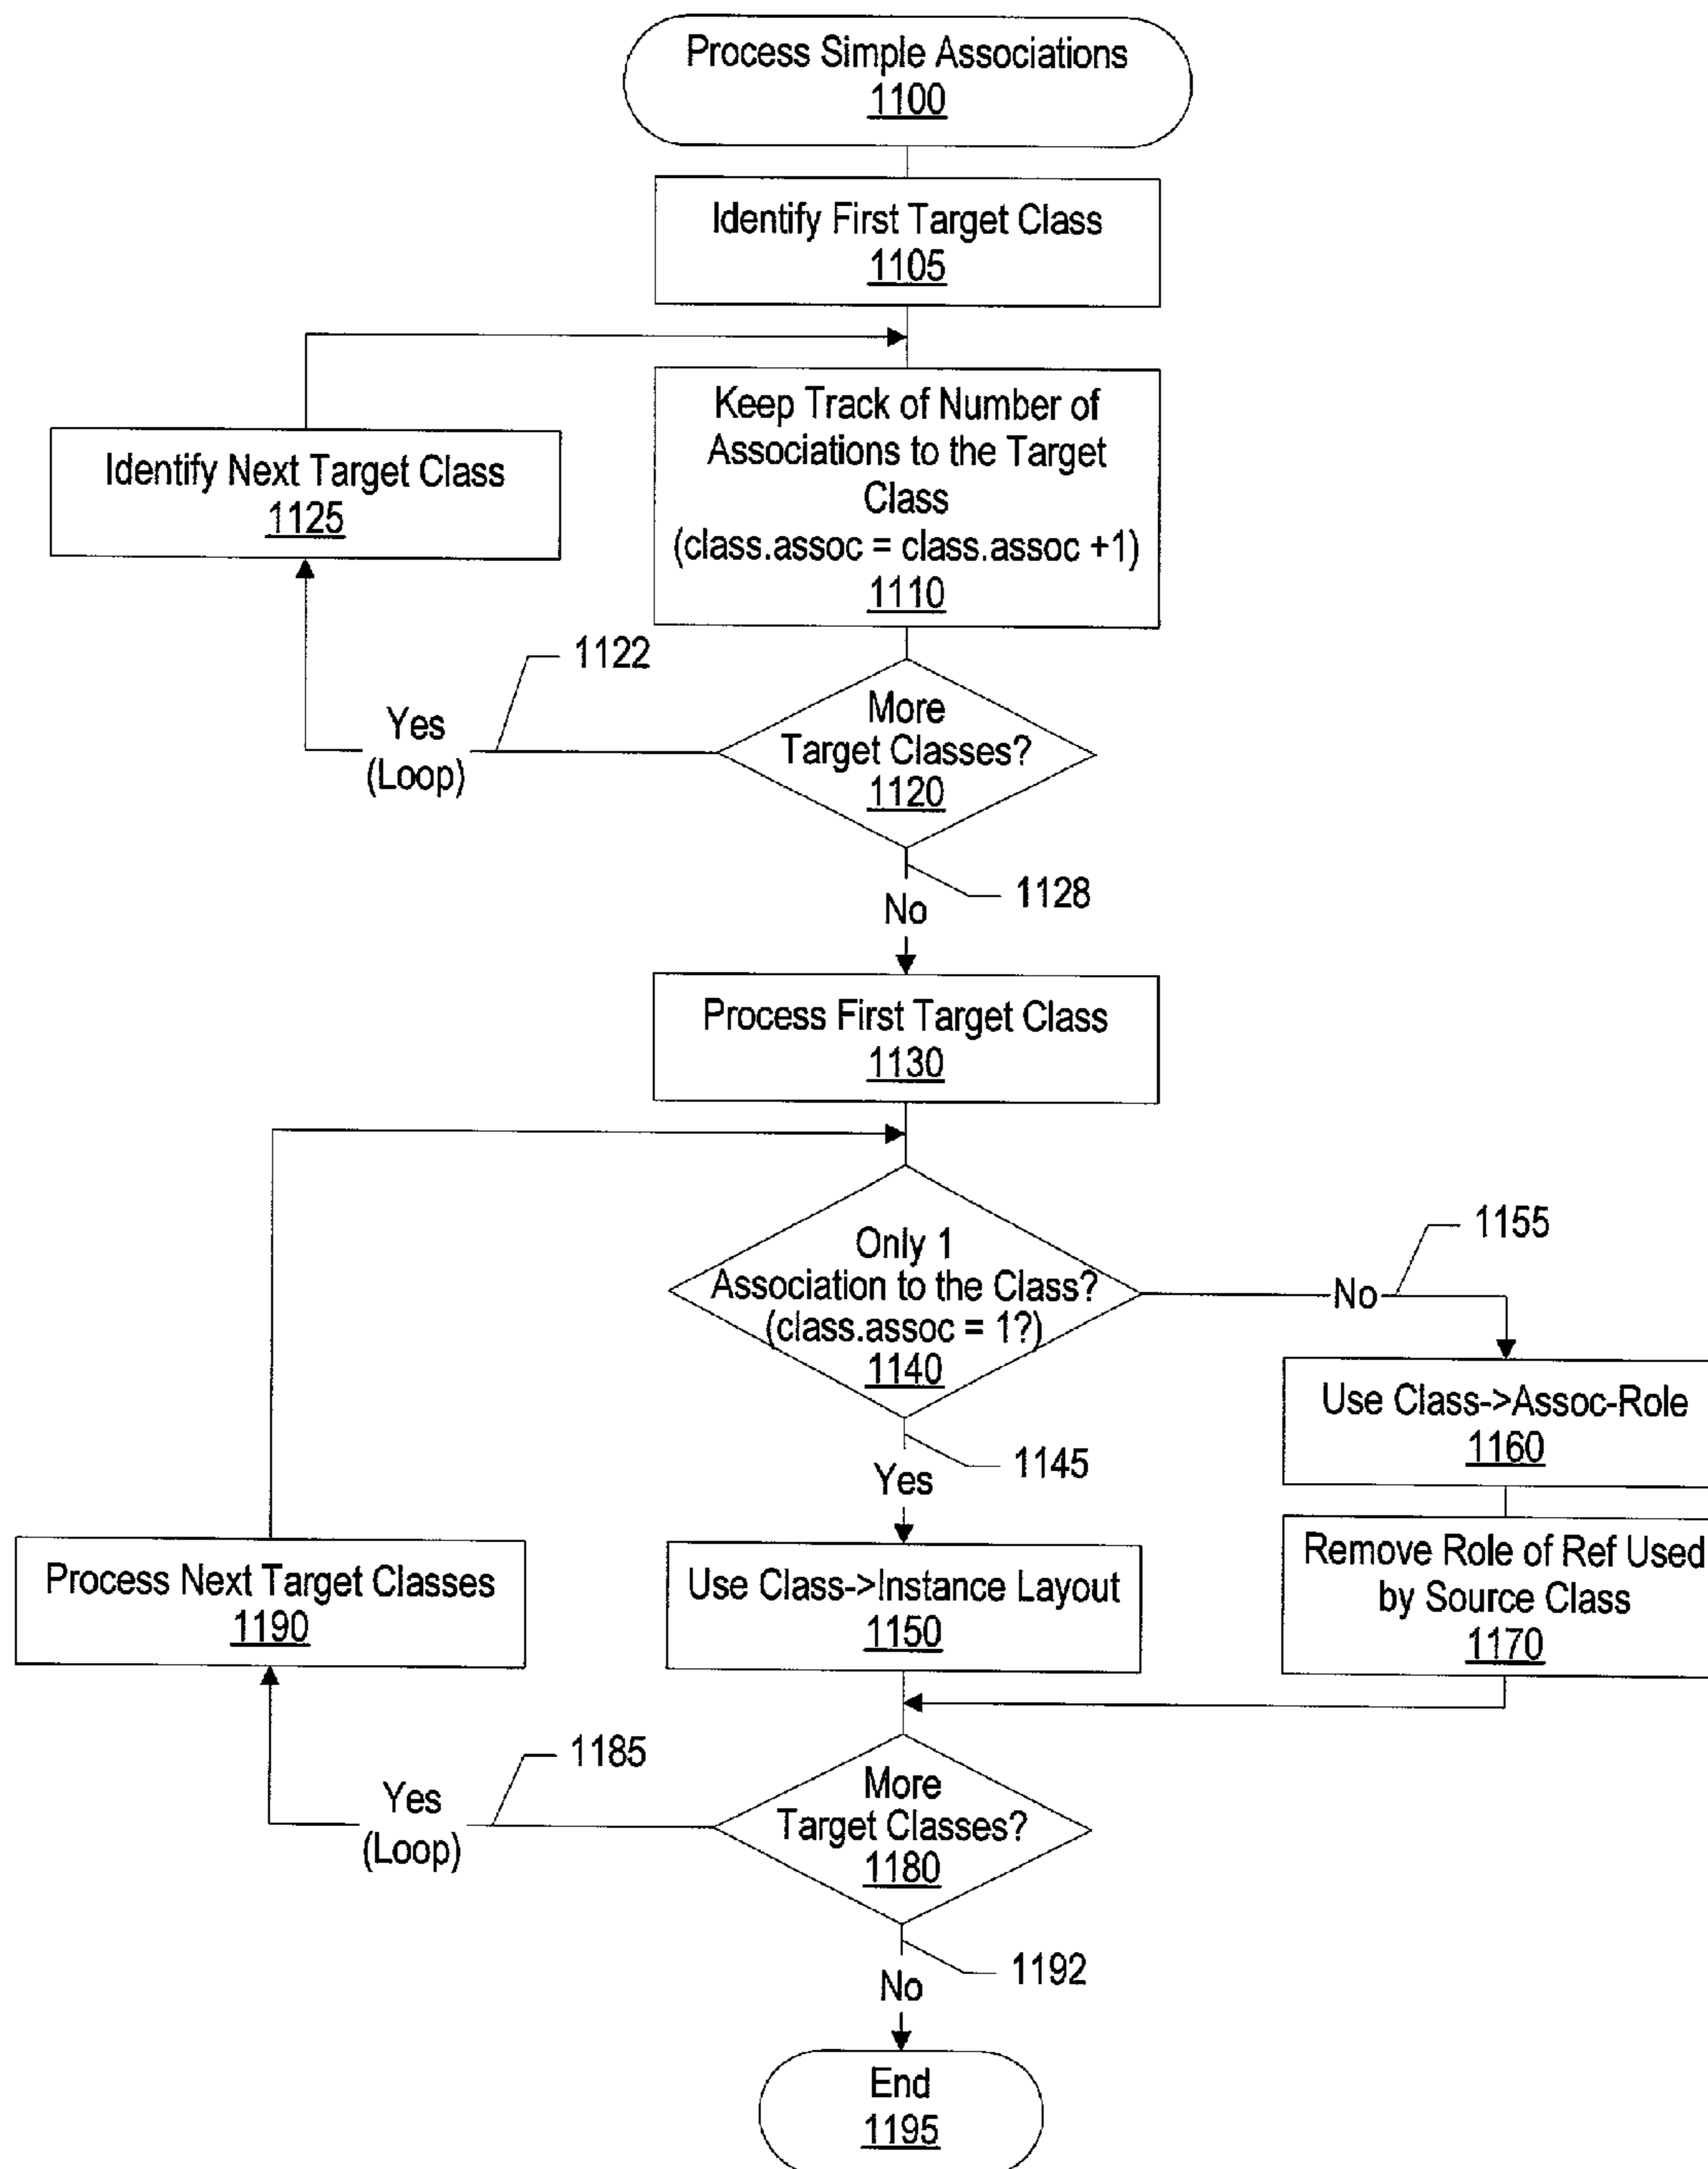 Process Simple Associations
1100
Identify First Target Class
1105
Keep Track of Number of
Associations to the Target
Class
(class.assoc = class.assoc +1)
1110
Identify Next Target Class
1125
1122
Yes
(Loop)
More
Target Classes?
1120
1128
No
Process First Target Class
1130
Only 1
Association to the Class?
(class.assoc = 1?)
1140
1155
No
Use Class->Assoc-Role
1160
1145
Yes
Remove Role of Ref Used
by Source Class
1170
Use Class->Instance Layout
1150
Process Next Target Classes
1190
1185
Yes
(Loop)
More
Target Classes?
1180
1192
No
End
1195